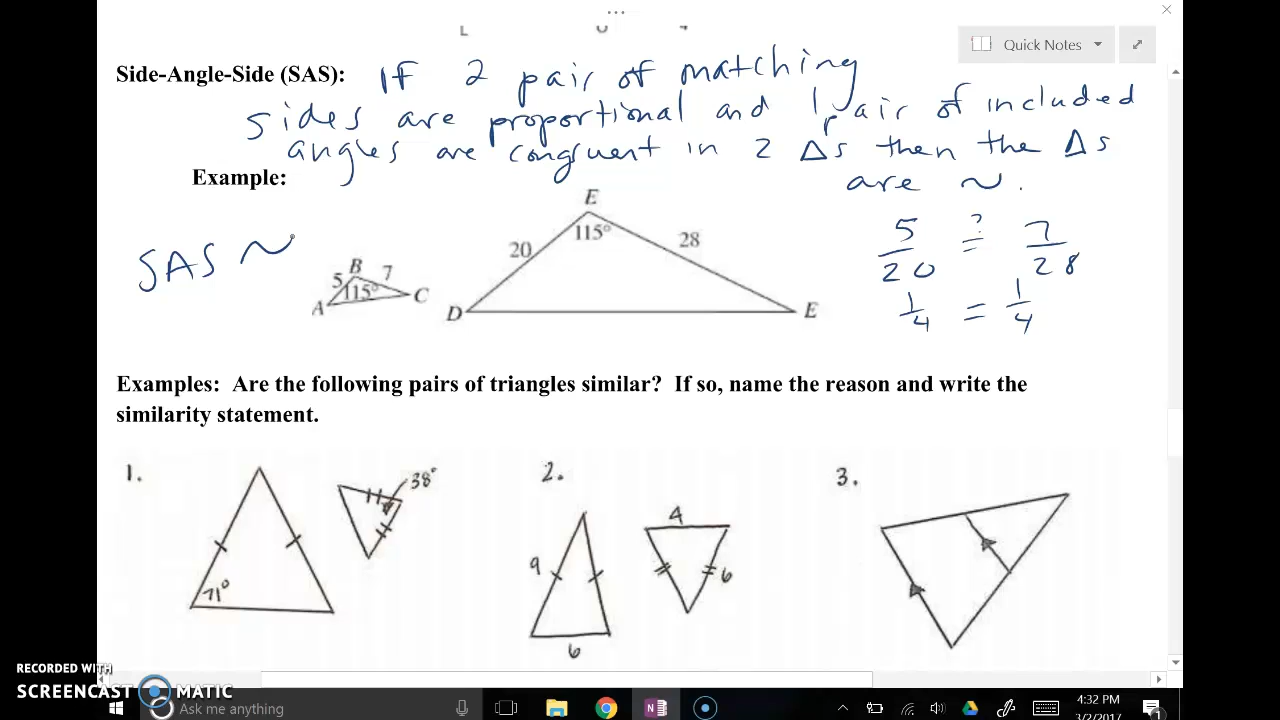 Quick Notes
Side-Angle-Side (SAS): If 2 pair of matching
sides are proportional and 1 pair of included
angles are congruent in 2 Δs then the Δs
are ~.
Example:
SAS ~
5 B 7
115°
A C
E
115°
20 28
D E
5/20 ?= 7/28
1/4 = 1/4
Examples: Are the following pairs of triangles similar? If so, name the reason and write the
similarity statement.
1.
38°
71°
2.
9
6
4
6
3.
RECORDED WITH
SCREENCAST MATIC
Ask me anything
4:32 PM
3/2/2017